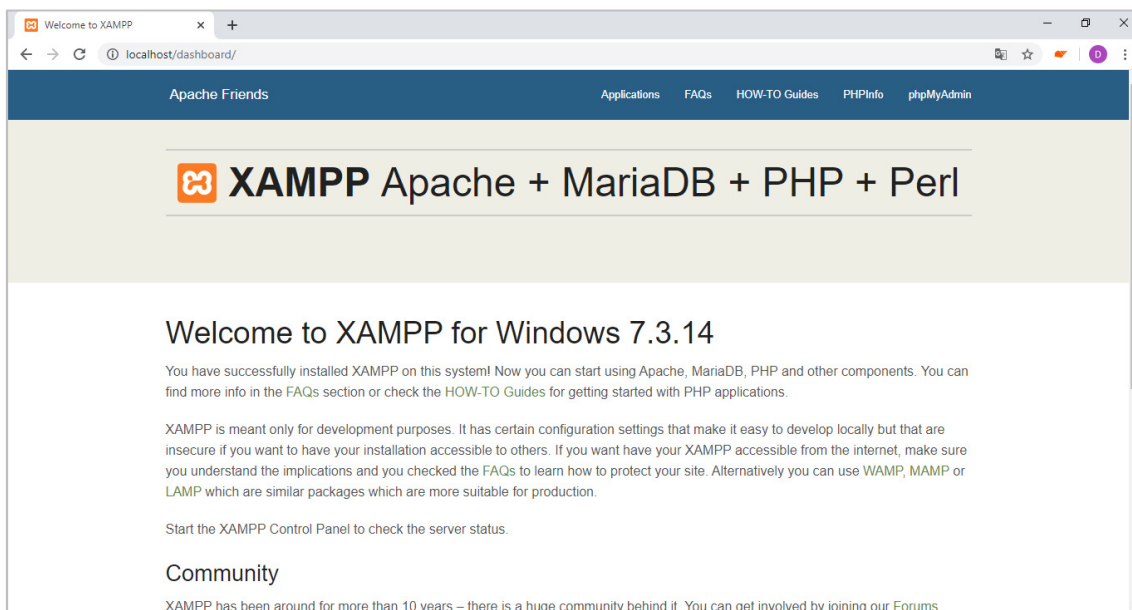 Welcome to XAMPP
localhost/dashboard/
D
Apache Friends
Applications FAQs HOW-TO Guides PHPInfo phpMyAdmin
XAMPP Apache + MariaDB + PHP + Perl
Welcome to XAMPP for Windows 7.3.14
You have successfully installed XAMPP on this system! Now you can start using Apache, MariaDB, PHP and other components. You can
find more info in the FAQs section or check the HOW-TO Guides for getting started with PHP applications.
XAMPP is meant only for development purposes. It has certain configuration settings that make it easy to develop locally but that are
insecure if you want to have your installation accessible to others. If you want have your XAMPP accessible from the internet, make sure
you understand the implications and you checked the FAQs to learn how to protect your site. Alternatively you can use WAMP, MAMP or
LAMP which are similar packages which are more suitable for production.
Start the XAMPP Control Panel to check the server status.
Community
XAMPP has been around for more than 10 years – there is a huge community behind it. You can get involved by joining our Forums